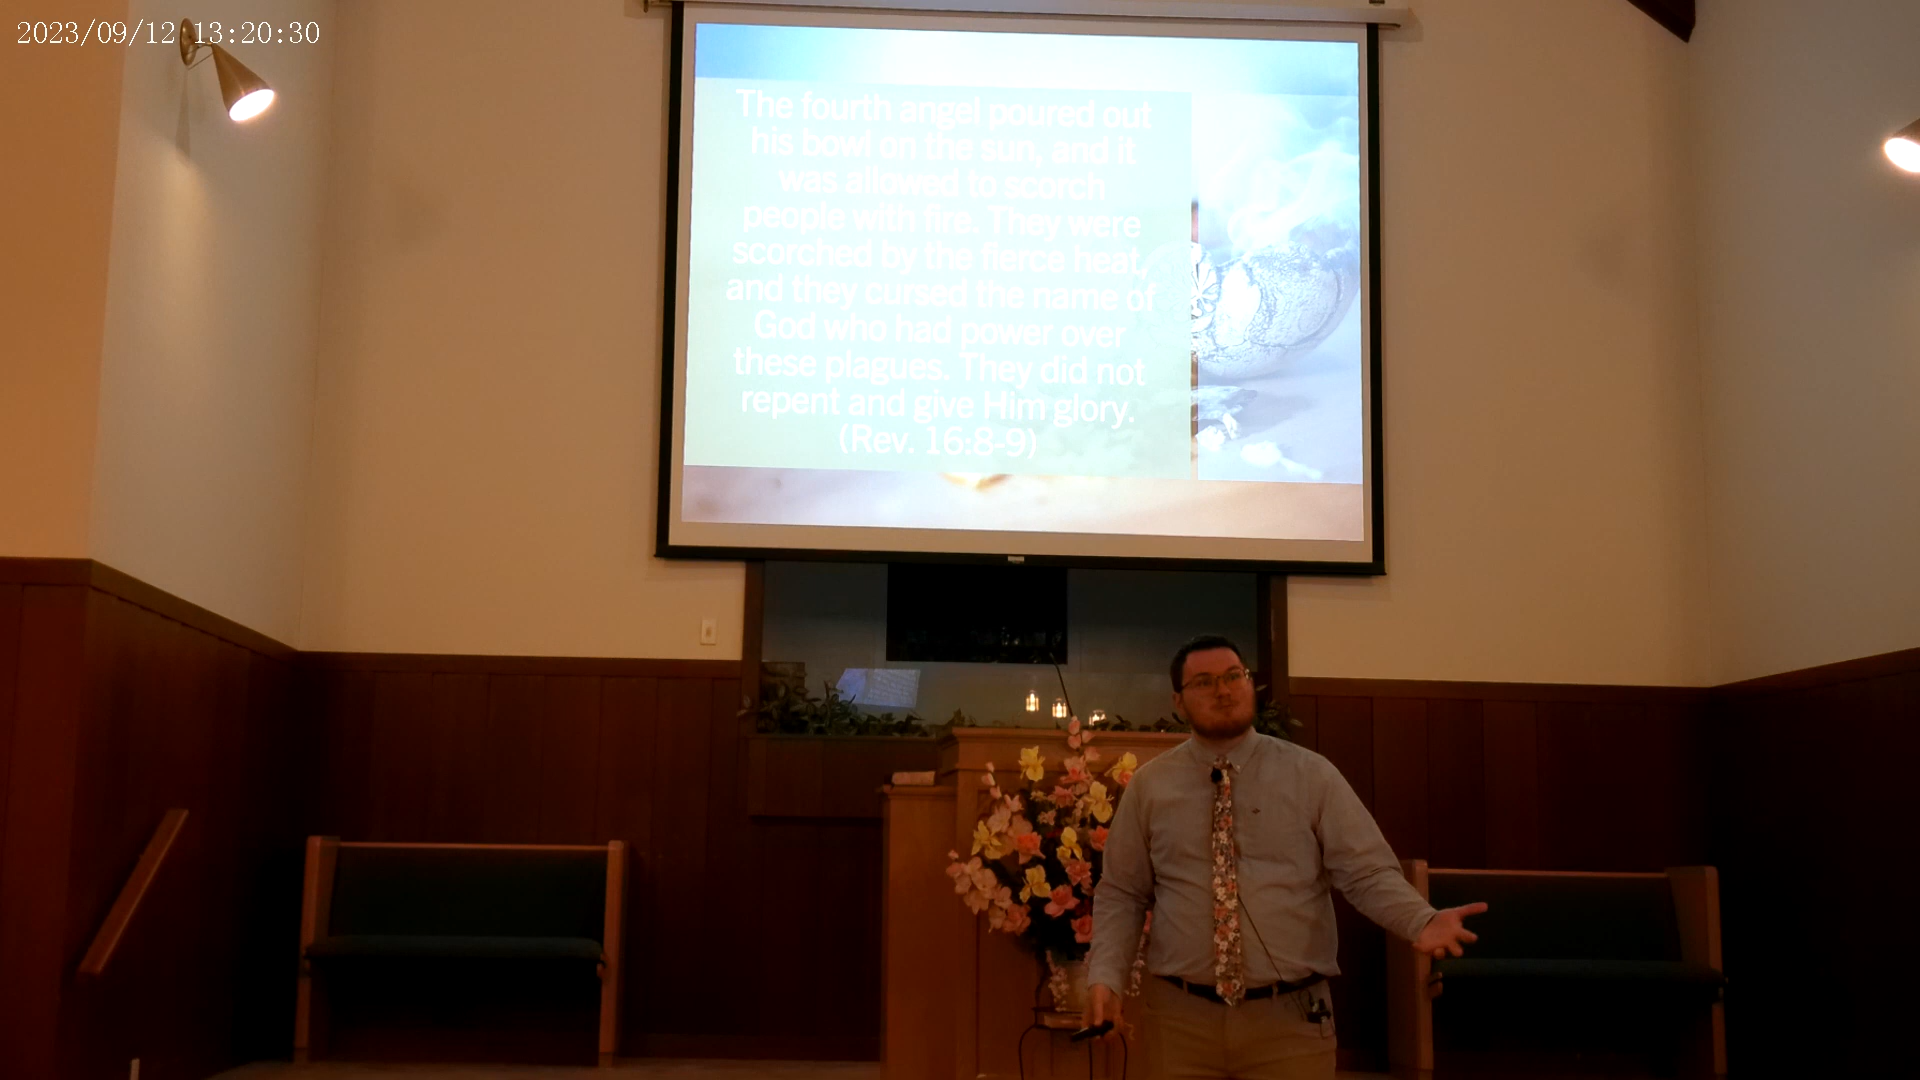 2023/09/12 13:20:30
The fourth angel poured out
his bowl on the sun, and it
was allowed to scorch
people with fire. They were
scorched by the fierce heat,
and they cursed the name of
God who had power over
these plagues. They did not
repent and give Him glory.
(Rev. 16:8-9)